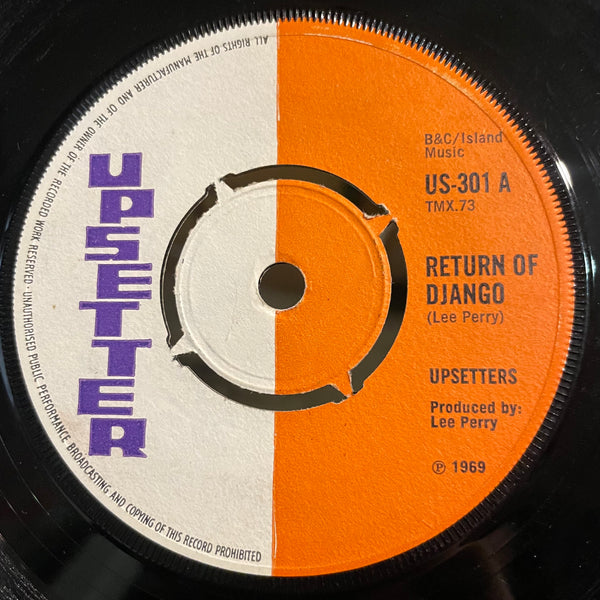 ALL RIGHTS OF THE MANUFACTURER AND OF THE OWNER OF THE RECORDED WORK RESERVED · UNAUTHORISED PUBLIC PERFORMANCE BROADCASTING AND COPYING OF THIS RECORD PROHIBITED
UPSETTER
B&C/Island
Music
US-301 A
TMX.73
RETURN OF
DJANGO
(Lee Perry)
UPSETTERS
Produced by:
Lee Perry
℗ 1969